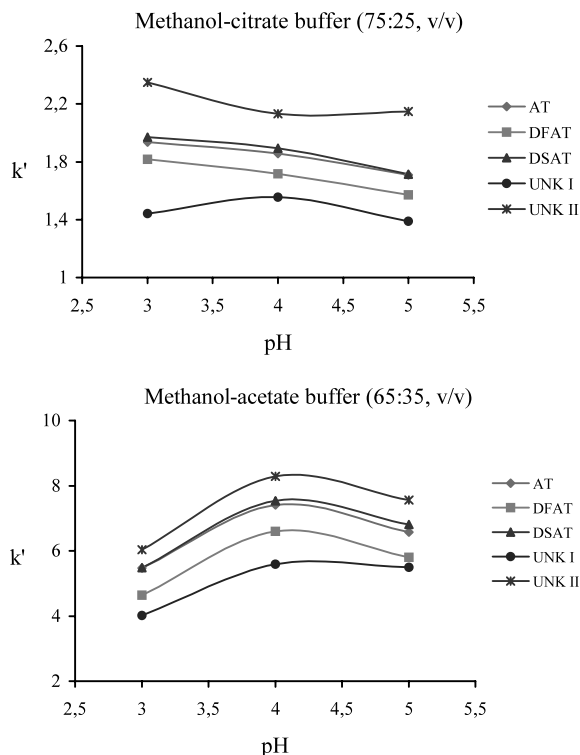 Methanol-citrate buffer (75:25, v/v)
2,6
2,2
1,8
1,4
1
k'
2,5 3 3,5 4 4,5 5 5,5
pH
AT
DFAT
DSAT
UNK I
UNK II
Methanol-acetate buffer (65:35, v/v)
10
8
6
4
2
k'
2,5 3 3,5 4 4,5 5 5,5
pH
AT
DFAT
DSAT
UNK I
UNK II